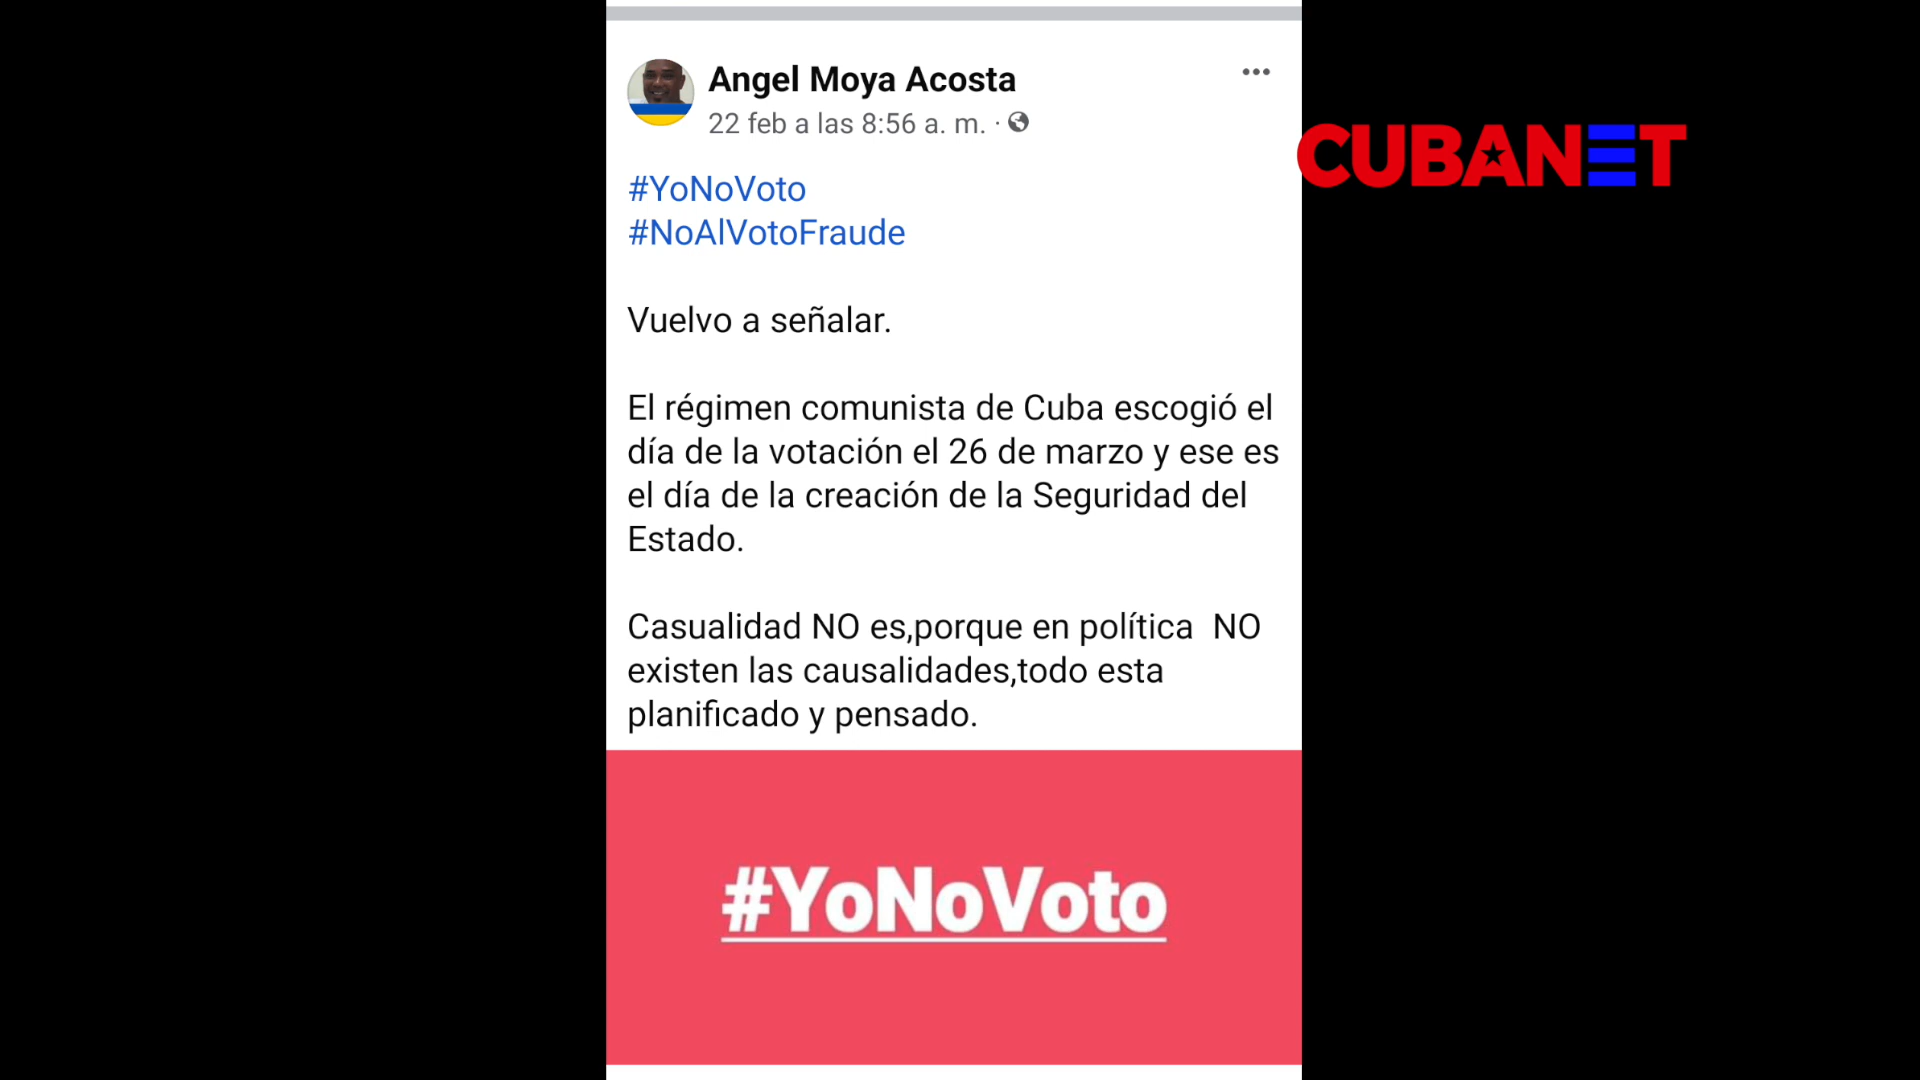 Angel Moya Acosta
22 feb a las 8:56 a. m. ·
CUBANET
#YoNoVoto
#NoAlVotoFraude
Vuelvo a señalar.
El régimen comunista de Cuba escogió el
día de la votación el 26 de marzo y ese es
el día de la creación de la Seguridad del
Estado.
Casualidad NO es,porque en política  NO
existen las causalidades,todo esta
planificado y pensado.
#YoNoVoto